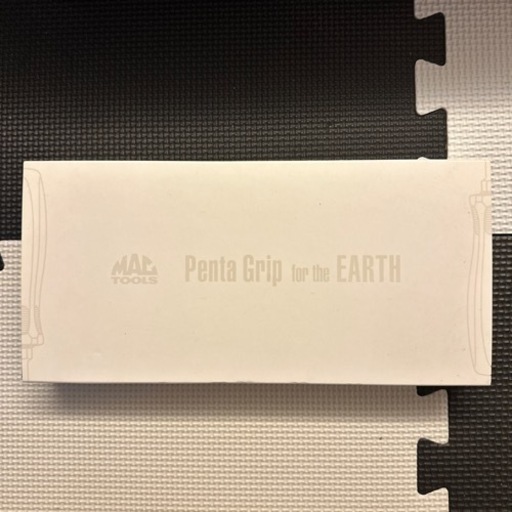 MAC TOOLS
Penta Grip for the EARTH